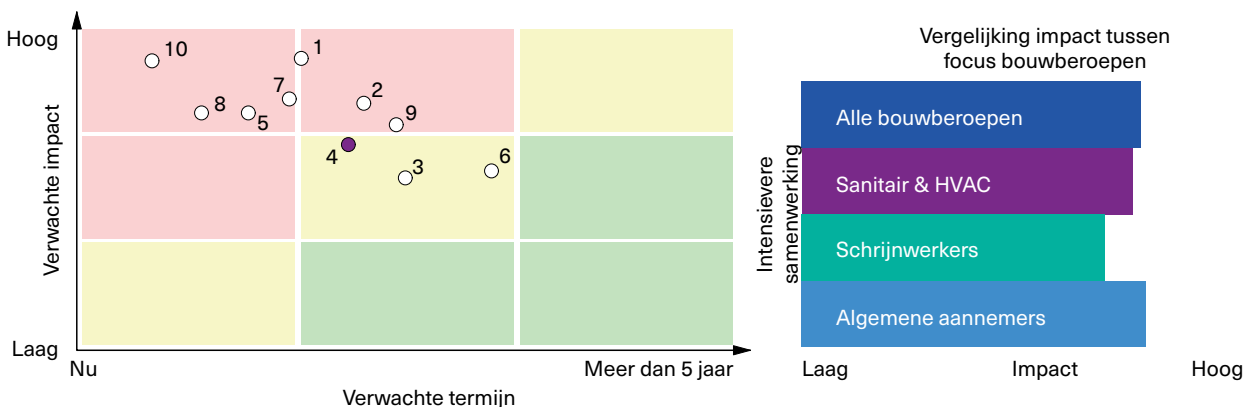 Hoog
Verwachte impact
Laag
10
1
7
2
8
5
9
4
3
6
Nu
Meer dan 5 jaar
Verwachte termijn
Vergelijking impact tussen
focus bouwberoepen
Intensievere
samenwerking
Alle bouwberoepen
Sanitair & HVAC
Schrijnwerkers
Algemene aannemers
Laag
Impact
Hoog